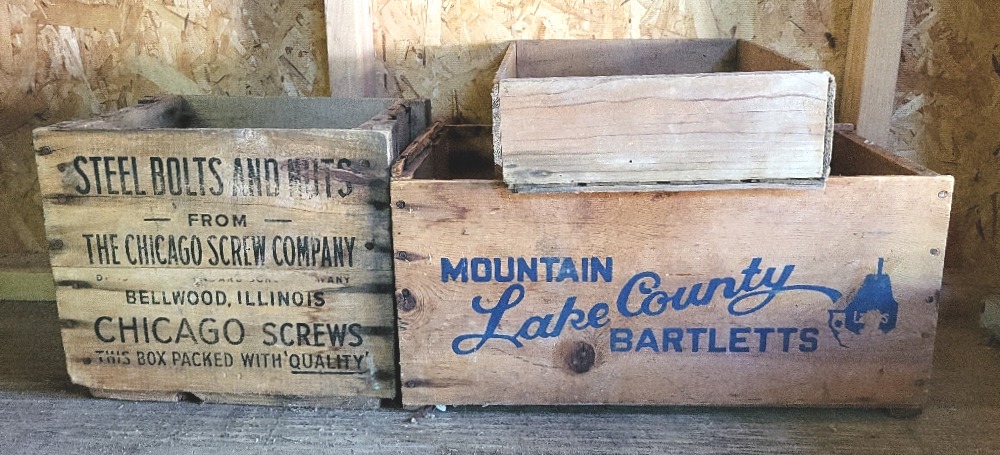 STEEL BOLTS AND NUTS
FROM
THE CHICAGO SCREW COMPANY
BELLWOOD, ILLINOIS
CHICAGO SCREWS
THIS BOX PACKED WITH 'QUALITY'
MOUNTAIN
Lake County
BARTLETTS